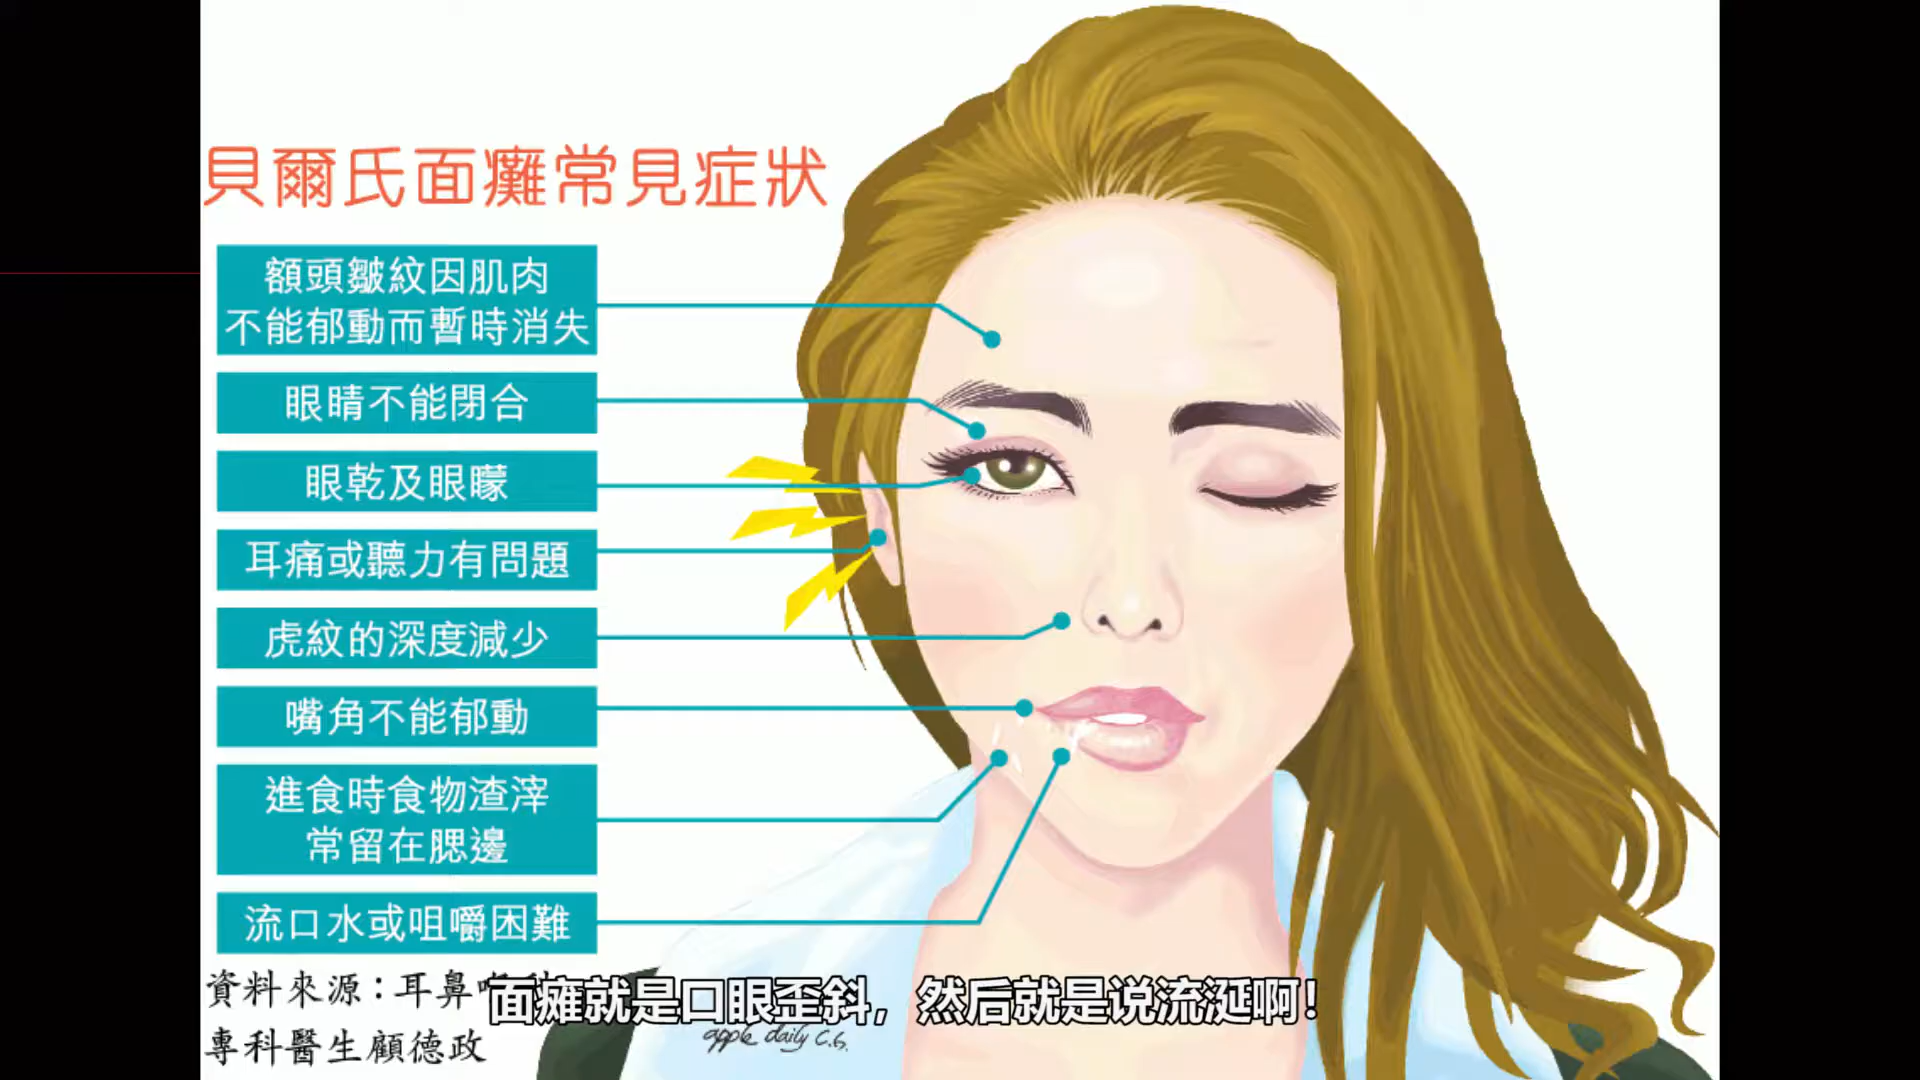 貝爾氏面癱常見症狀
額頭皺紋因肌肉
不能郁動而暫時消失
眼睛不能閉合
眼乾及眼矇
耳痛或聽力有問題
虎紋的深度減少
嘴角不能郁動
進食時食物渣滓
常留在腮邊
流口水或咀嚼困難
資料來源：耳鼻
專科醫生顧德政
面瘫就是口眼歪斜，然后就是说流涎啊！
apple daily C.G.